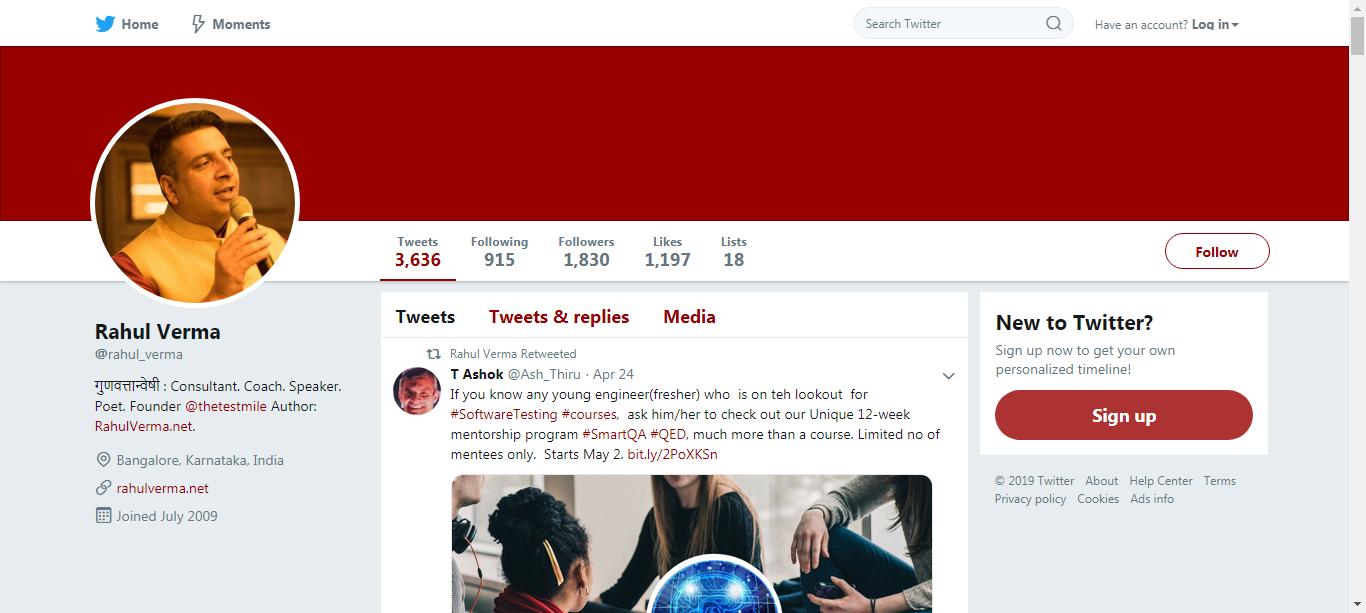 Home
Moments
Search Twitter
Have an account? Log in
Tweets
3,636
Following
915
Followers
1,830
Likes
1,197
Lists
18
Follow
Rahul Verma
@rahul_verma
गुणवत्तान्वेषी : Consultant. Coach. Speaker.
Poet. Founder @thetestmile Author:
RahulVerma.net.
Bangalore, Karnataka, India
rahulverma.net
Joined July 2009
Tweets
Tweets & replies
Media
Rahul Verma Retweeted
T Ashok @Ash_Thiru · Apr 24
If you know any young engineer(fresher) who  is on teh lookout  for
#SoftwareTesting #courses,  ask him/her to check out our Unique 12-week
mentorship program #SmartQA #QED, much more than a course. Limited no of
mentees only.  Starts May 2. bit.ly/2PoXKSn
New to Twitter?
Sign up now to get your own
personalized timeline!
Sign up
© 2019 Twitter About Help Center Terms
Privacy policy Cookies Ads info